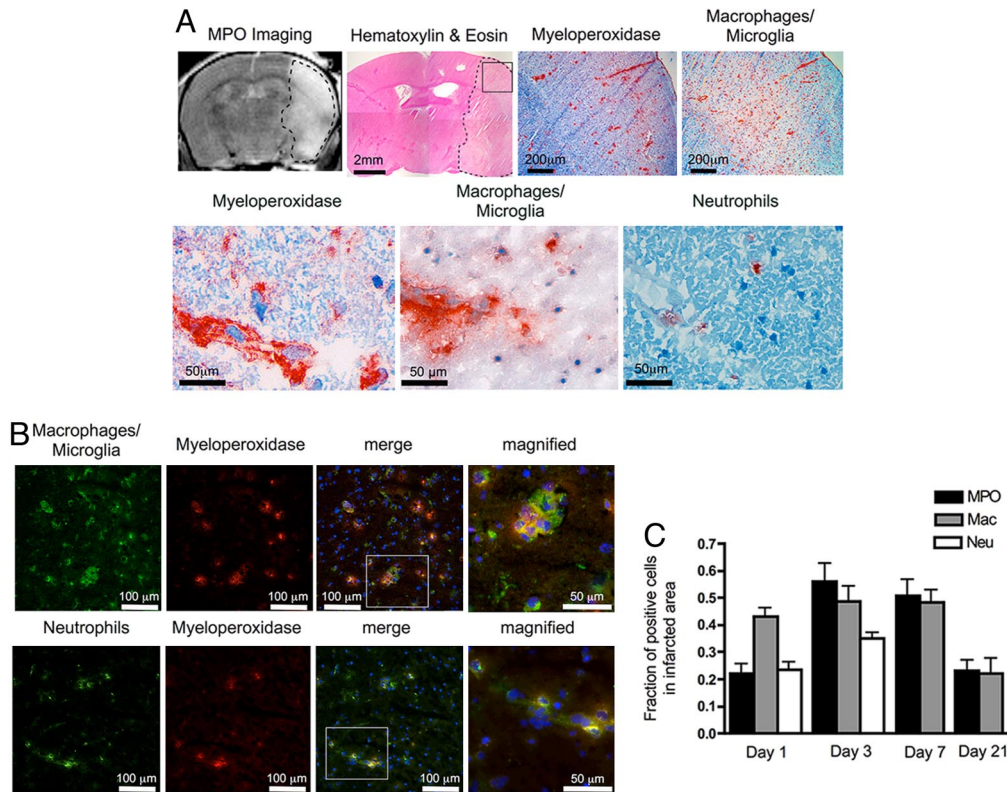 A
MPO Imaging
Hematoxylin & Eosin
Myeloperoxidase
Macrophages/
Microglia
2mm
200μm
200μm
Myeloperoxidase
Macrophages/
Microglia
Neutrophils
50μm
50 μm
50μm
B
Macrophages/
Microglia
Myeloperoxidase
merge
magnified
100 μm
100 μm
100 μm
50 μm
Neutrophils
Myeloperoxidase
merge
magnified
100 μm
100 μm
100 μm
50 μm
C
MPO
Mac
Neu
Fraction of positive cells
in infarcted area
0.7
0.6
0.5
0.4
0.3
0.2
0.1
0.0
Day 1
Day 3
Day 7
Day 21